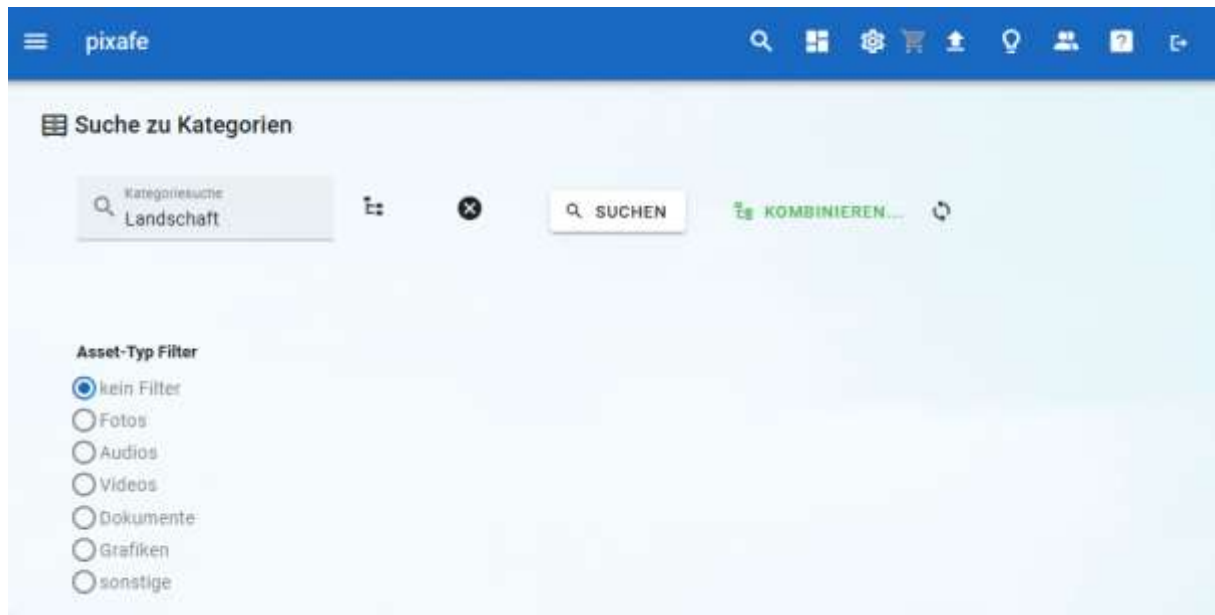 pixafe
?
Suche zu Kategorien
Kategoriesuche
Landschaft
SUCHEN
KOMBINIEREN...
Asset-Typ Filter
kein Filter
Fotos
Audios
Videos
Dokumente
Grafiken
sonstige